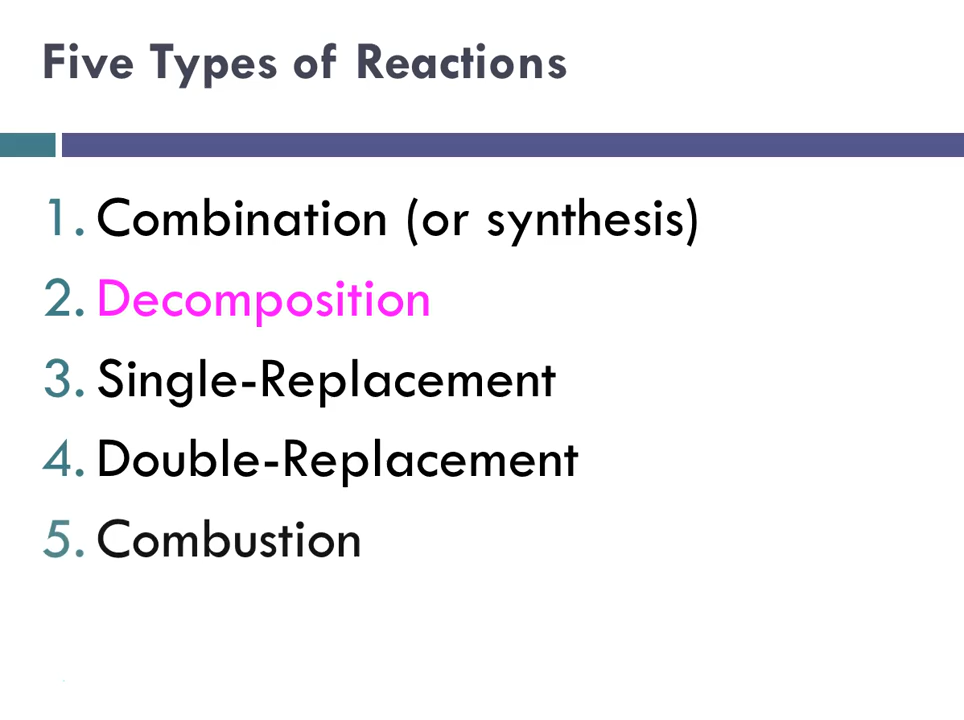 Five Types of Reactions
1. Combination (or synthesis)
2. Decomposition
3. Single-Replacement
4. Double-Replacement
5. Combustion